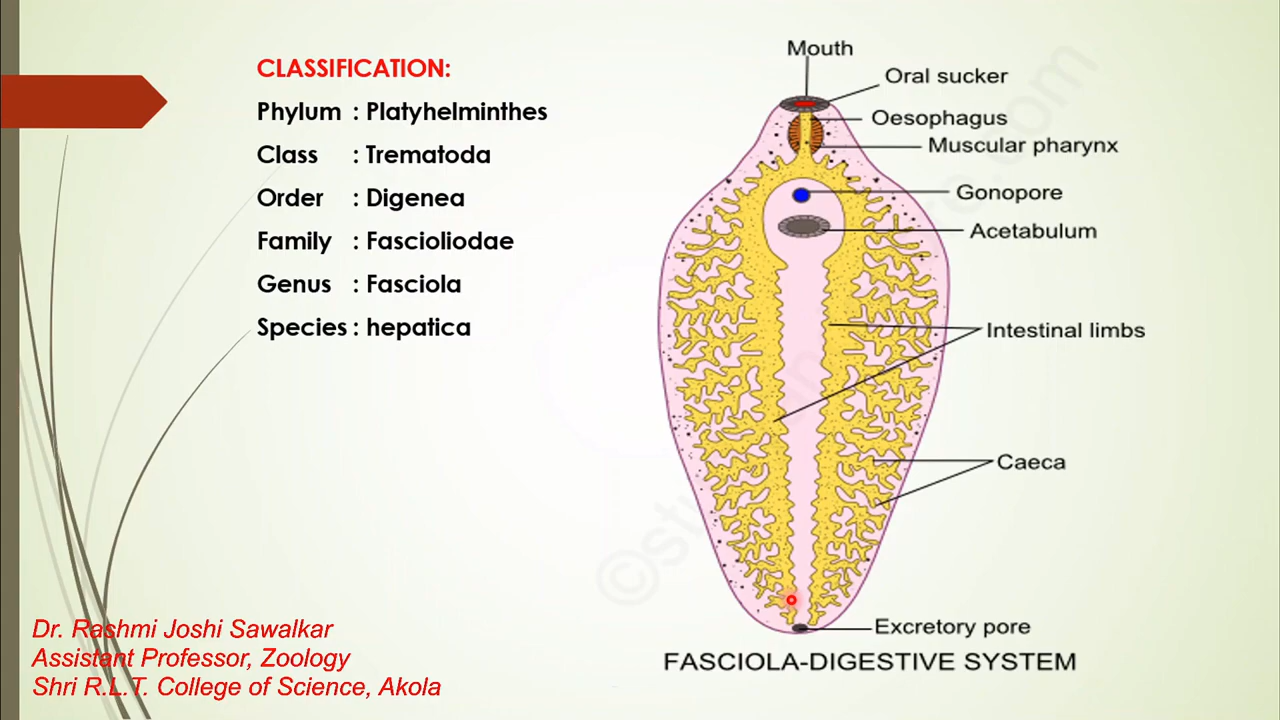 CLASSIFICATION:
Phylum : Platyhelminthes
Class : Trematoda
Order : Digenea
Family : Fascioliodae
Genus : Fasciola
Species : hepatica
Mouth
Oral sucker
Oesophagus
Muscular pharynx
Gonopore
Acetabulum
Intestinal limbs
Caeca
Excretory pore
FASCIOLA-DIGESTIVE SYSTEM
Dr. Rashmi Joshi Sawalkar
Assistant Professor, Zoology
Shri R.L.T. College of Science, Akola